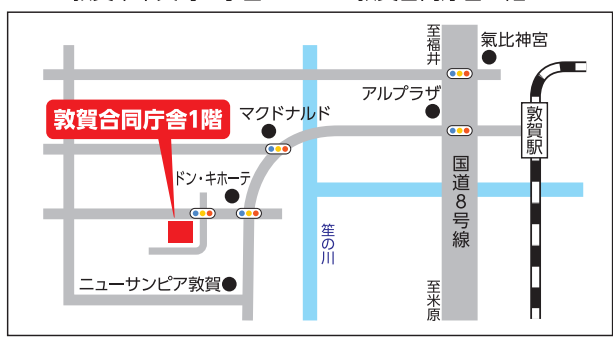 至福井
氣比神宮
アルプラザ
敦賀駅
マクドナルド
敦賀合同庁舎1階
ドン・キホーテ
国道8号線
笙の川
ニューサンピア敦賀
至米原